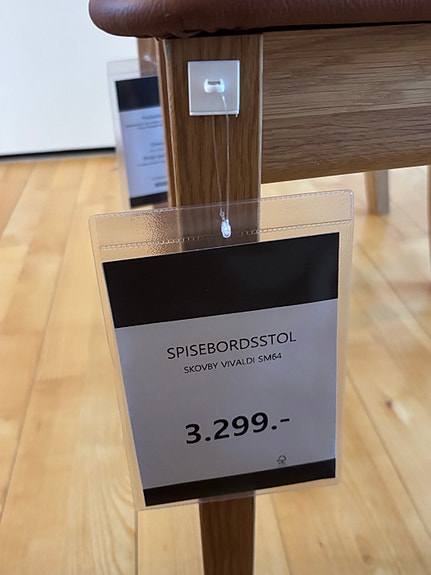 SPISEBORDSSTOL
SKOVBY VIVALDI SM64
3.299.-